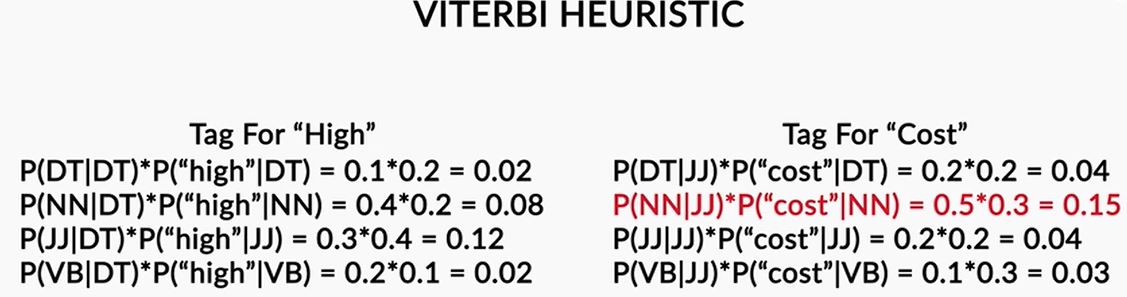 VITERBI HEURISTIC
Tag For “High”
P(DT|DT)*P(“high”|DT) = 0.1*0.2 = 0.02
P(NN|DT)*P(“high”|NN) = 0.4*0.2 = 0.08
P(JJ|DT)*P(“high”|JJ) = 0.3*0.4 = 0.12
P(VB|DT)*P(“high”|VB) = 0.2*0.1 = 0.02
Tag For “Cost”
P(DT|JJ)*P(“cost”|DT) = 0.2*0.2 = 0.04
P(NN|JJ)*P(“cost”|NN) = 0.5*0.3 = 0.15
P(JJ|JJ)*P(“cost”|JJ) = 0.2*0.2 = 0.04
P(VB|JJ)*P(“cost”|VB) = 0.1*0.3 = 0.03